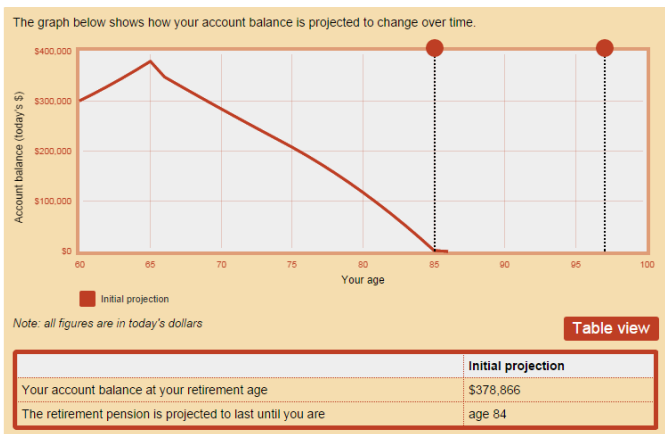 The graph below shows how your account balance is projected to change over time.
$400,000
$300,000
$200,000
$100,000
$0
Account balance (today's $)
60 65 70 75 80 85 90 95 100
Your age
Initial projection
Note: all figures are in today's dollars
Table view
Initial projection
Your account balance at your retirement age $378,866
The retirement pension is projected to last until you are age 84